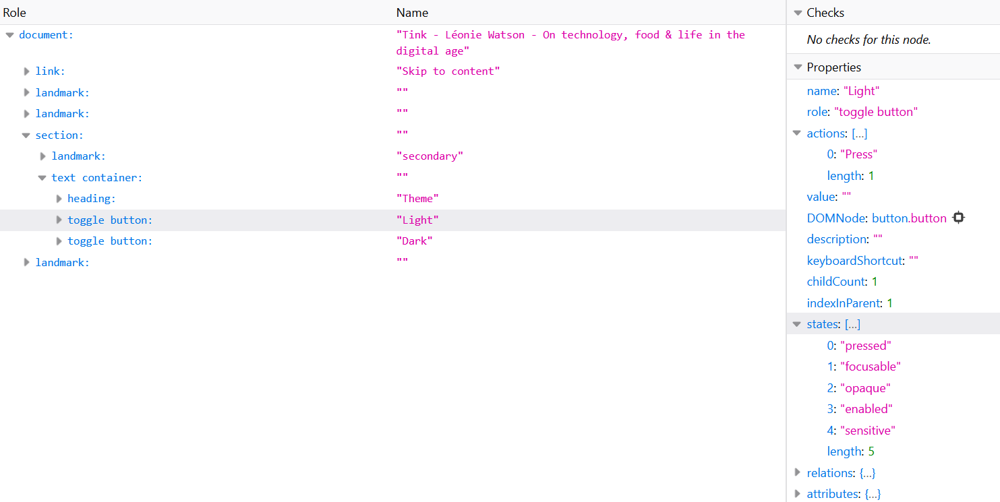 Role Name
document: "Tink - Léonie Watson - On technology, food & life in the
digital age"
link: "Skip to content"
landmark: ""
landmark: ""
section: ""
landmark: "secondary"
text container: ""
heading: "Theme"
toggle button: "Light"
toggle button: "Dark"
landmark: ""
Checks
No checks for this node.
Properties
name: "Light"
role: "toggle button"
actions: […]
0: "Press"
length: 1
value: ""
DOMNode: button.button
description: ""
keyboardShortcut: ""
childCount: 1
indexInParent: 1
states: […]
0: "pressed"
1: "focusable"
2: "opaque"
3: "enabled"
4: "sensitive"
length: 5
relations: {…}
attributes: {…}